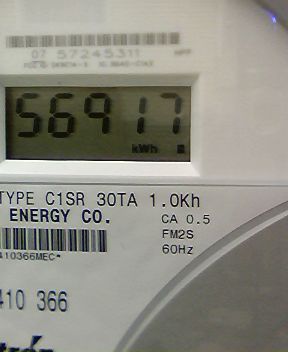 07 57245311
56917
kWh
TYPE C1SR 30TA 1.0Kh
ENERGY CO.
CA 0.5
FM2S
60Hz
410366MEC*
410 366